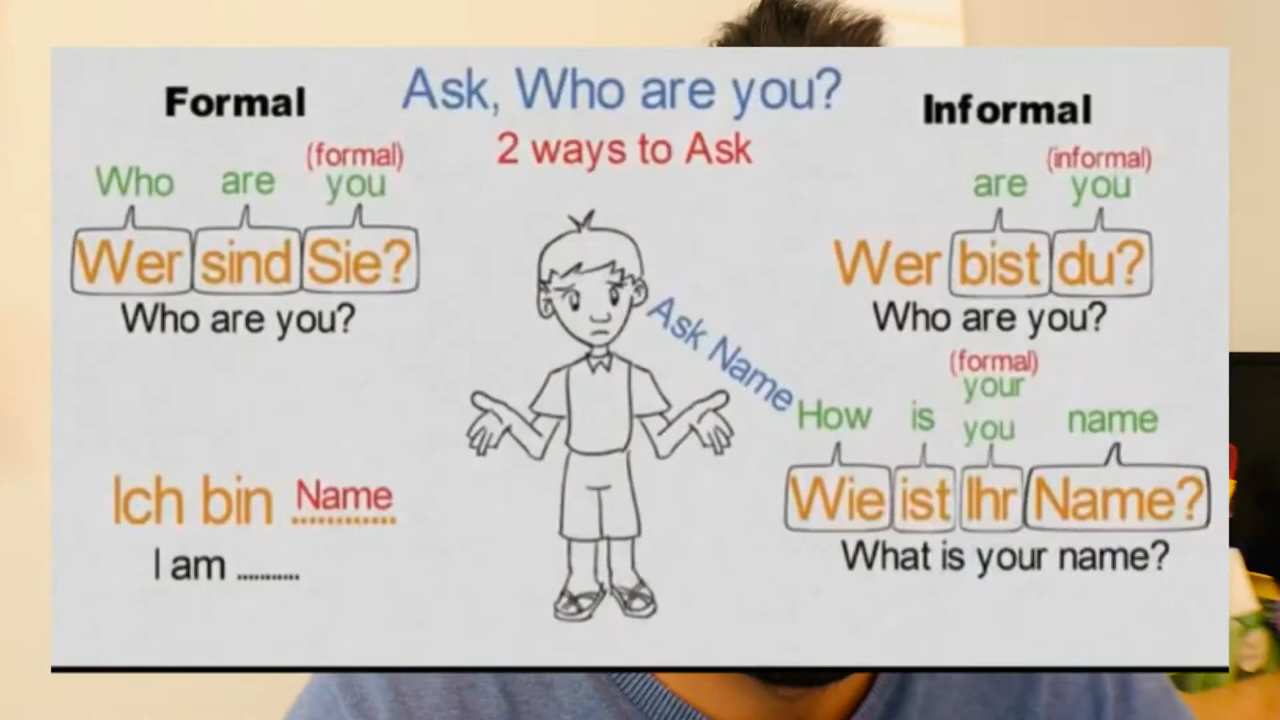 Ask, Who are you?
2 ways to Ask
Formal
(formal)
Who are you
Wer sind Sie?
Who are you?
Ich bin Name
I am ...........
Informal
(informal)
are you
Wer bist du?
Who are you?
Ask Name
(formal)
your
How is you name
Wie ist Ihr Name?
What is your name?